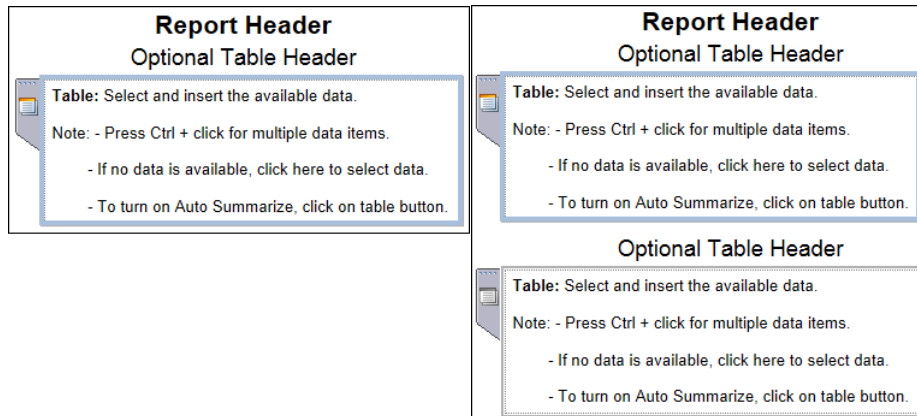 Report Header
Optional Table Header
Table: Select and insert the available data.
Note: - Press Ctrl + click for multiple data items.
- If no data is available, click here to select data.
- To turn on Auto Summarize, click on table button.
Report Header
Optional Table Header
Table: Select and insert the available data.
Note: - Press Ctrl + click for multiple data items.
- If no data is available, click here to select data.
- To turn on Auto Summarize, click on table button.
Optional Table Header
Table: Select and insert the available data.
Note: - Press Ctrl + click for multiple data items.
- If no data is available, click here to select data.
- To turn on Auto Summarize, click on table button.